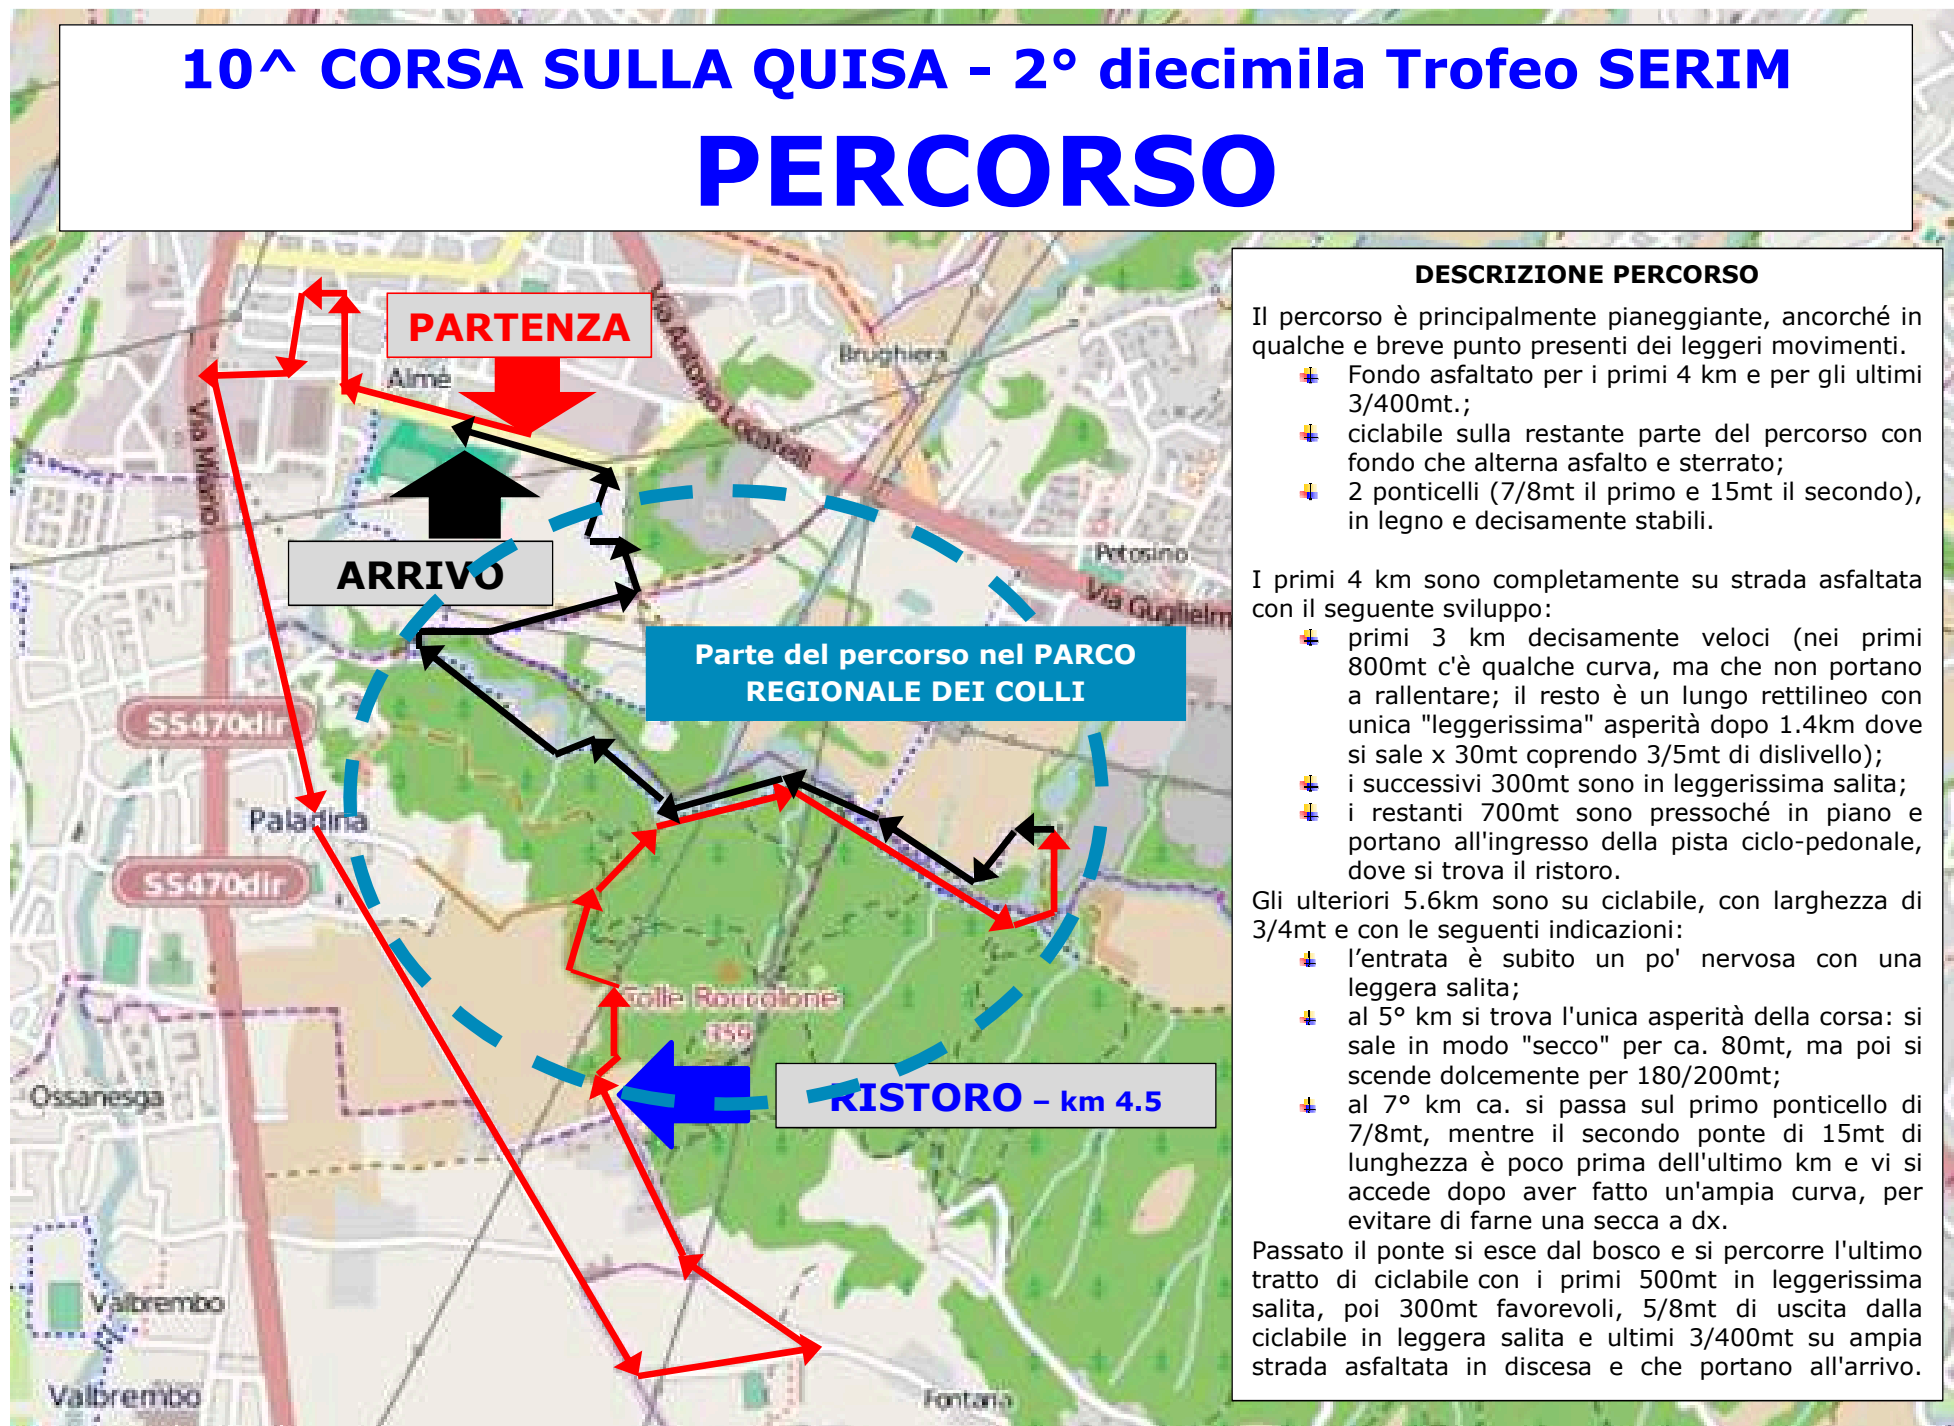 10^ CORSA SULLA QUISA - 2° diecimila Trofeo SERIM
PERCORSO
PARTENZA
Almè
Via Antonio Locatelli
Brughiera
Via Milano
ARRIVO
Petosino
Via Guglielm
Parte del percorso nel PARCO
REGIONALE DEI COLLI
SS470dir
Paladina
SS470dir
Colle Roccolone
359
RISTORO – km 4.5
Ossanesga
Valbrembo
Valbrembo
Fontana
DESCRIZIONE PERCORSO
Il percorso è principalmente pianeggiante, ancorché in
qualche e breve punto presenti dei leggeri movimenti.
Fondo asfaltato per i primi 4 km e per gli ultimi
3/400mt.;
ciclabile sulla restante parte del percorso con
fondo che alterna asfalto e sterrato;
2 ponticelli (7/8mt il primo e 15mt il secondo),
in legno e decisamente stabili.
I primi 4 km sono completamente su strada asfaltata
con il seguente sviluppo:
primi 3 km decisamente veloci (nei primi
800mt c'è qualche curva, ma che non portano
a rallentare; il resto è un lungo rettilineo con
unica "leggerissima" asperità dopo 1.4km dove
si sale x 30mt coprendo 3/5mt di dislivello);
i successivi 300mt sono in leggerissima salita;
i restanti 700mt sono pressoché in piano e
portano all'ingresso della pista ciclo-pedonale,
dove si trova il ristoro.
Gli ulteriori 5.6km sono su ciclabile, con larghezza di
3/4mt e con le seguenti indicazioni:
l’entrata è subito un po' nervosa con una
leggera salita;
al 5° km si trova l'unica asperità della corsa: si
sale in modo "secco" per ca. 80mt, ma poi si
scende dolcemente per 180/200mt;
al 7° km ca. si passa sul primo ponticello di
7/8mt, mentre il secondo ponte di 15mt di
lunghezza è poco prima dell'ultimo km e vi si
accede dopo aver fatto un'ampia curva, per
evitare di farne una secca a dx.
Passato il ponte si esce dal bosco e si percorre l'ultimo
tratto di ciclabile con i primi 500mt in leggerissima
salita, poi 300mt favorevoli, 5/8mt di uscita dalla
ciclabile in leggera salita e ultimi 3/400mt su ampia
strada asfaltata in discesa e che portano all'arrivo.